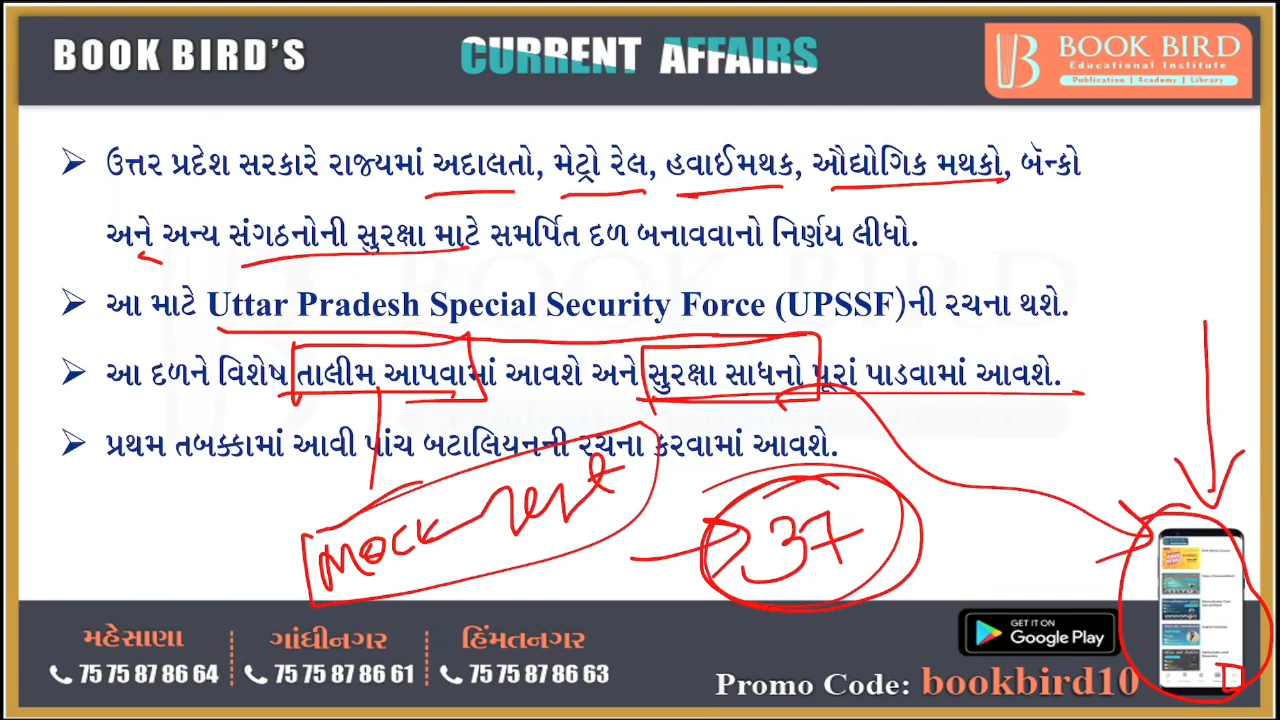 BOOK BIRD'S
CURRENT AFFAIRS
BOOK BIRD
Educational Institute
Publication | Academy | Library
➢ ઉત્તર પ્રદેશ સરકારે રાજ્યમાં અદાલતો, મેટ્રો રેલ, હવાઈમથક, ઔદ્યોગિક મથકો, બૅન્કો
અને અન્ય સંગઠનોની સુરક્ષા માટે સમર્પિત દળ બનાવવાનો નિર્ણય લીધો.
➢ આ માટે Uttar Pradesh Special Security Force (UPSSF)ની રચના થશે.
➢ આ દળને વિશેષ તાલીમ આપવામાં આવશે અને સુરક્ષા સાધનો પૂરાં પાડવામાં આવશે.
➢ પ્રથમ તબક્કામાં આવી પાંચ બટાલિયનની રચના કરવામાં આવશે.
Mock Test
37
મહેસાણા
75 75 87 86 64
ગાંધીનગર
75 75 87 86 61
હિંમતનગર
75 75 87 86 63
GET IT ON
Google Play
Promo Code: bookbird10